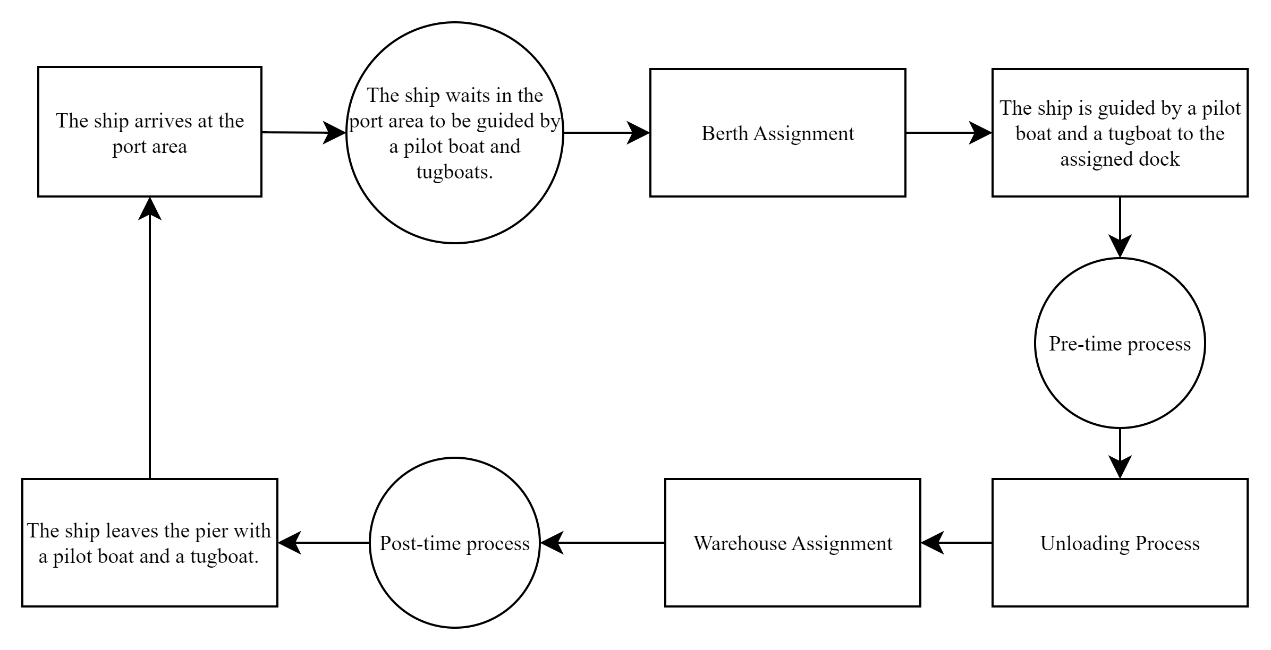 The ship arrives at the
port area
The ship waits in the
port area to be guided by
a pilot boat and
tugboats.
Berth Assignment
The ship is guided by a pilot
boat and a tugboat to the
assigned dock
Pre-time process
Unloading Process
Warehouse Assignment
Post-time process
The ship leaves the pier with
a pilot boat and a tugboat.